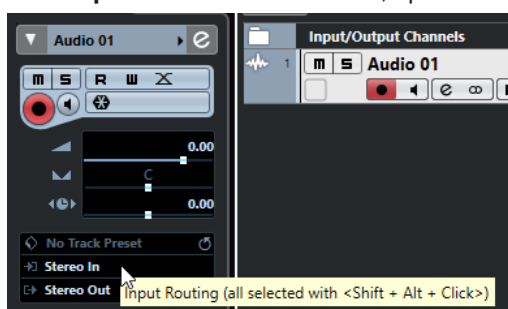 Audio 01
Input/Output Channels
1
m S Audio 01
m S R W
0.00
C
0.00
No Track Preset
Stereo In
Stereo Out
Input Routing (all selected with <Shift + Alt + Click>)